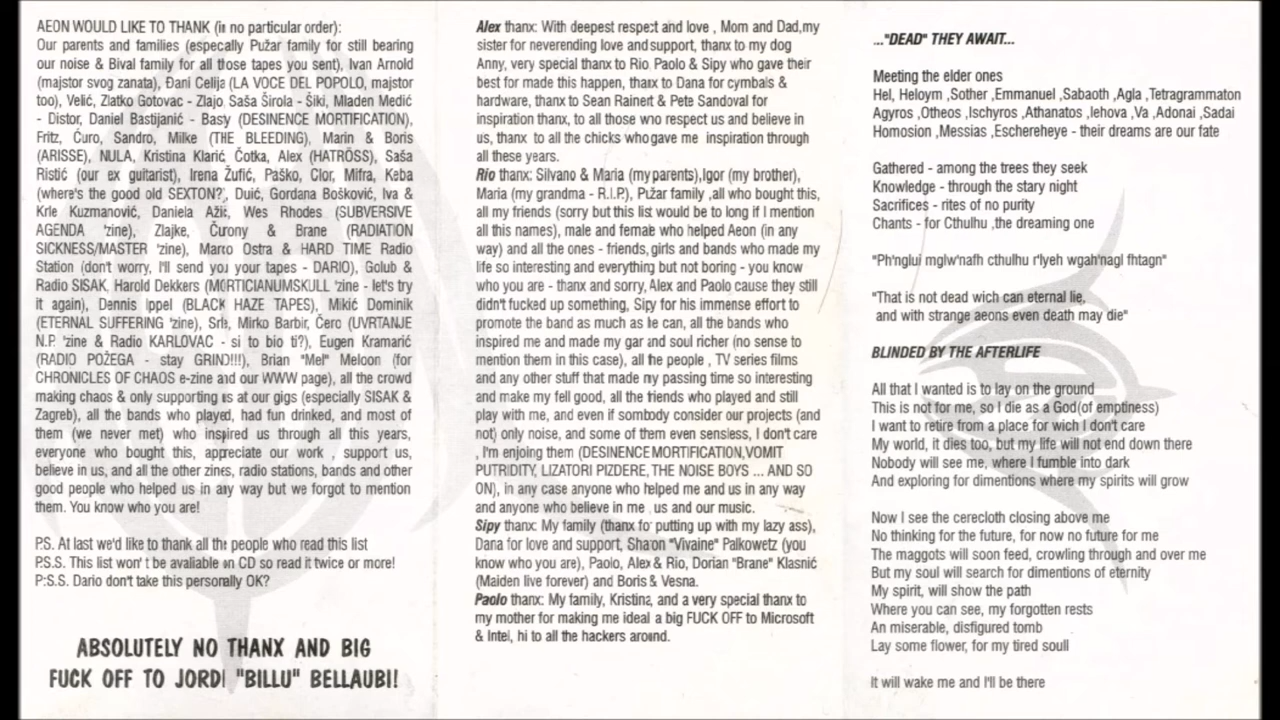 AEON WOULD LIKE TO THANK (in no particular order):
Our parents and families (especially Pužar family for still bearing
our noise & Bival family for all those tapes you sent), Ivan Arnold
(majstor svog zanata), Đani Celija (LA VOCE DEL POPOLO, majstor
too), Velić, Zlatko Gotovac - Zlajo, Saša Širola - Šiki, Mladen Medić
- Distor, Daniel Bastijanić - Basy (DESINENCE MORTIFICATION),
Fritz, Ćuro, Sandro, Milke (THE BLEEDING), Marin & Boris
(ARISSE), NULA, Kristina Klarić, Čotka, Alex (HATRÖSS), Saša
Ristić (our ex guitarist), Irena Žufić, Paško, Clor, Mifra, Keba
(where's the good old SEXTON?), Duić, Gordana Bošković, Iva &
Krle Kuzmanović, Daniela Ažić, Wes Rhodes (SUBVERSIVE
AGENDA 'zine), Zlajke, Čurony & Brane (RADIATION
SICKNESS/MASTER 'zine), Marco Ostra & HARD TIME Radio
Station (don't worry, I'll send you your tapes - DARIO), Golub &
Radio SISAK, Harold Dekkers (MORTICIANUMSKULL 'zine - let's try
it again), Dennis Ippel (BLACK HAZE TAPES), Mikić Dominik
(ETERNAL SUFFERING 'zine), Srle, Mirko Barbir, Čero (UVRTANJE
N.P. 'zine & Radio KARLOVAC - si to bio ti?), Eugen Kramarić
(RADIO POŽEGA - stay GRIND!!!), Brian "Mel" Meloon (for
CHRONICLES OF CHAOS e-zine and our WWW page), all the crowd
making chaos & only supporting us at our gigs (especially SISAK &
Zagreb), all the bands who played, had fun drinked, and most of
them (we never met) who inspired us through all this years,
everyone who bought this, appreciate our work , support us,
believe in us, and all the other zines, radio stations, bands and other
good people who helped us in any way but we forgot to mention
them. You know who you are!
P.S. At last we'd like to thank all the people who read this list
P.S.S. This list won't be avaliable on CD so read it twice or more!
P:S.S. Dario don't take this personally OK?
ABSOLUTELY NO THANX AND BIG
FUCK OFF TO JORDI "BILLU" BELLAUBI!
Alex thanx: With deepest respect and love , Mom and Dad,my
sister for neverending love and support, thanx to my dog
Anny, very special thanx to Rio, Paolo & Sipy who gave their
best for made this happen, thanx to Dana for cymbals &
hardware, thanx to Sean Rainert & Pete Sandoval for
inspiration thanx, to all those who respect us and believe in
us, thanx to all the chicks who gave me inspiration through
all these years.
Rio thanx: Silvano & Maria (my parents),Igor (my brother),
Maria (my grandma - R.I.P.), Pužar family ,all who bought this,
all my friends (sorry but this list would be to long if I mention
all this names), male and female who helped Aeon (in any
way) and all the ones - friends,girls and bands who made my
life so interesting and everything but not boring - you know
who you are - thanx and sorry, Alex and Paolo cause they still
didn't fucked up something, Sipy for his immense effort to
promote the band as much as he can, all the bands who
inspired me and made my gar and soul richer (no sense to
mention them in this case), all the people , TV series films
and any other stuff that made my passing time so interesting
and make my fell good, all the friends who played and still
play with me, and even if sombody consider our projects (and
not) only noise, and some of them even sensless, I don't care
, I'm enjoing them (DESINENCE MORTIFICATION,VOMIT
PUTRIDITY, LIZATORI PIZDERE, THE NOISE BOYS ... AND SO
ON), in any case anyone who helped me and us in any way
and anyone who believe in me , us and our music.
Sipy thanx: My family (thanx for putting up with my lazy ass),
Dana for love and support, Sharon "Vivaine" Palkowetz (you
know who you are), Paolo, Alex & Rio, Dorian "Brane" Klasnić
(Maiden live forever) and Boris & Vesna.
Paolo thanx: My family, Kristina, and a very special thanx to
my mother for making me ideal a big FUCK OFF to Microsoft
& Intel, hi to all the hackers around.
..."DEAD" THEY AWAIT...
Meeting the elder ones
Hel, Heloym ,Sother ,Emmanuel ,Sabaoth ,Agla ,Tetragrammaton
Agyros ,Otheos ,Ischyros ,Athanatos ,Iehova ,Va ,Adonai ,Sadai
Homosion ,Messias ,Eschereheye - their dreams are our fate
Gathered - among the trees they seek
Knowledge - through the stary night
Sacrifices - rites of no purity
Chants - for Cthulhu ,the dreaming one
"Ph'nglui mglw'nafh cthulhu r'lyeh wgah'nagl fhtagn"
"That is not dead wich can eternal lie,
and with strange aeons even death may die"
BLINDED BY THE AFTERLIFE
All that I wanted is to lay on the ground
This is not for me, so I die as a God(of emptiness)
I want to retire from a place for wich I don't care
My world, it dies too, but my life will not end down there
Nobody will see me, where I fumble into dark
And exploring for dimentions where my spirits will grow
Now I see the cerecloth closing above me
No thinking for the future, for now no future for me
The maggots will soon feed, crowling through and over me
But my soul will search for dimentions of eternity
My spirit, will show the path
Where you can see, my forgotten rests
An miserable, disfigured tomb
Lay some flower, for my tired soull
It will wake me and I'll be there